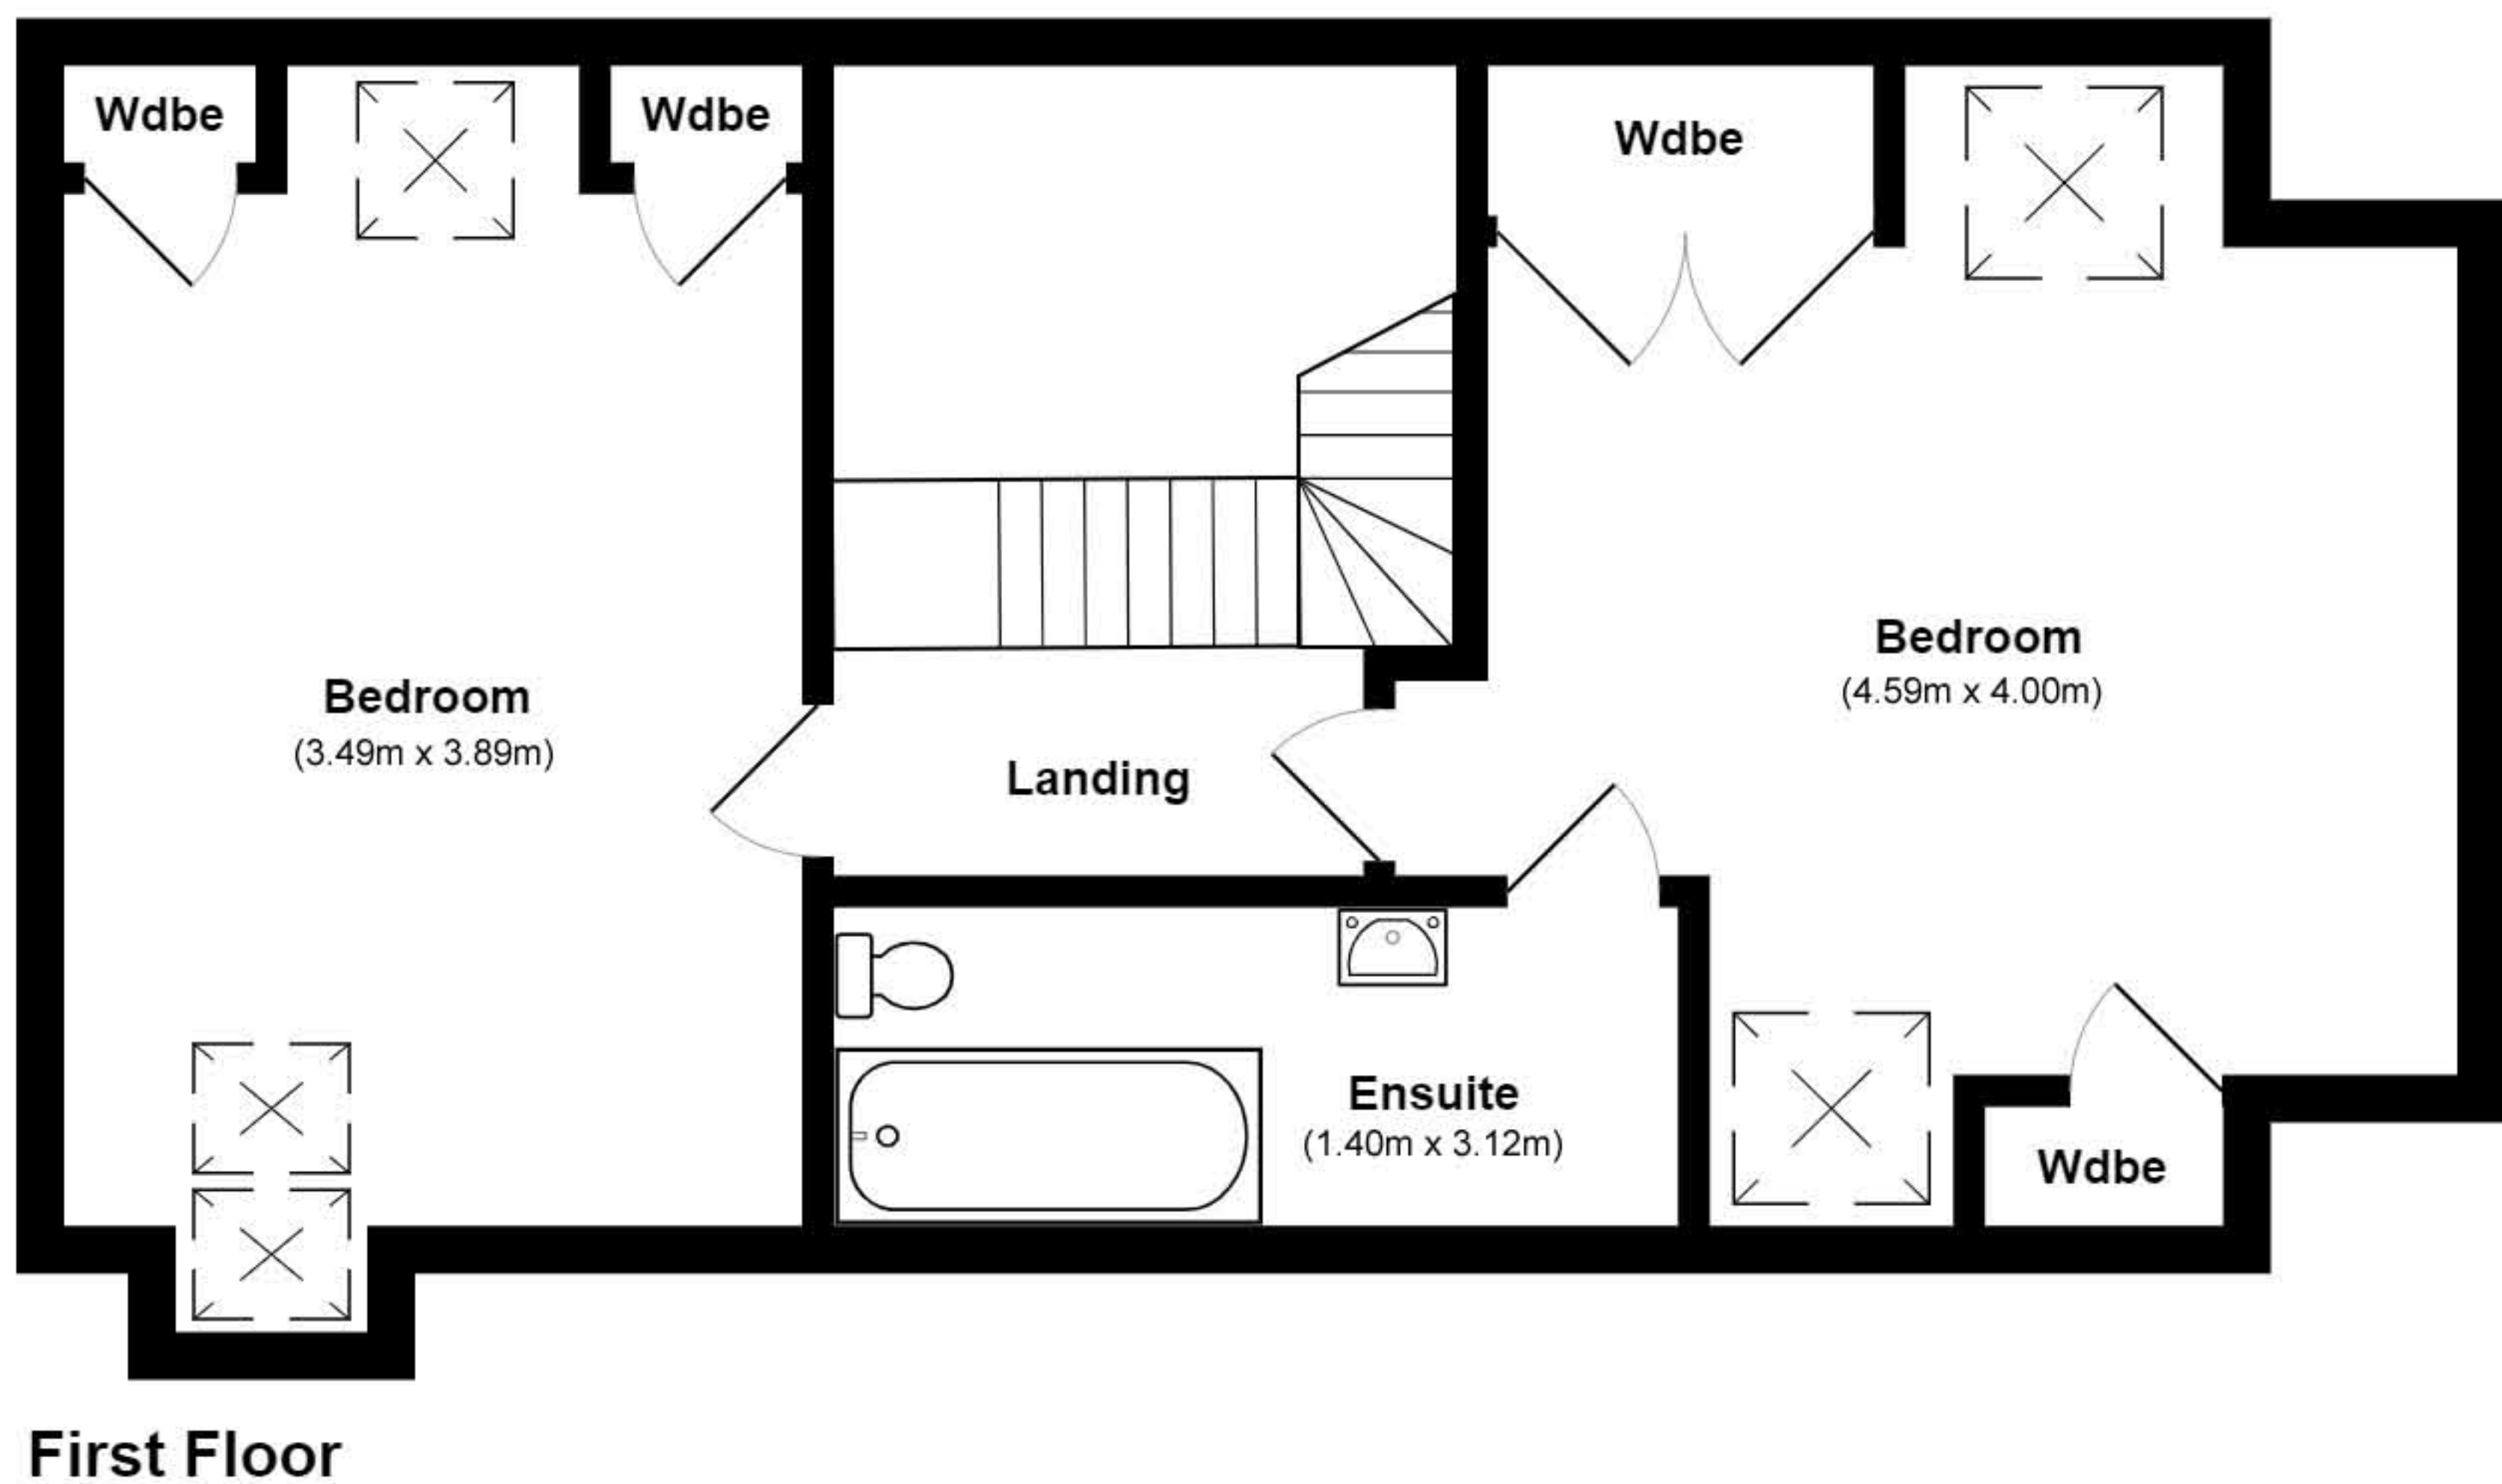 Wdbe
Wdbe
Wdbe
Bedroom
(3.49m x 3.89m)
Landing
Bedroom
(4.59m x 4.00m)
Ensuite
(1.40m x 3.12m)
Wdbe
First Floor